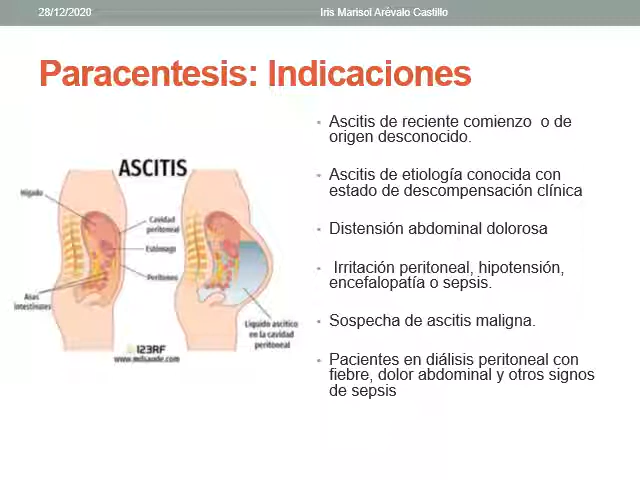 28/12/2020
Iris Marisol Arévalo Castillo
Paracentesis: Indicaciones
ASCITIS
Hígado
Cavidad
peritoneal
Estómago
Peritoneo
Asas
intestinales
Líquido ascítico
en la cavidad
peritoneal
123RF
www.mdsaude.com
• Ascitis de reciente comienzo o de
origen desconocido.
• Ascitis de etiología conocida con
estado de descompensación clínica
• Distensión abdominal dolorosa
• Irritación peritoneal, hipotensión,
encefalopatía o sepsis.
• Sospecha de ascitis maligna.
• Pacientes en diálisis peritoneal con
fiebre, dolor abdominal y otros signos
de sepsis